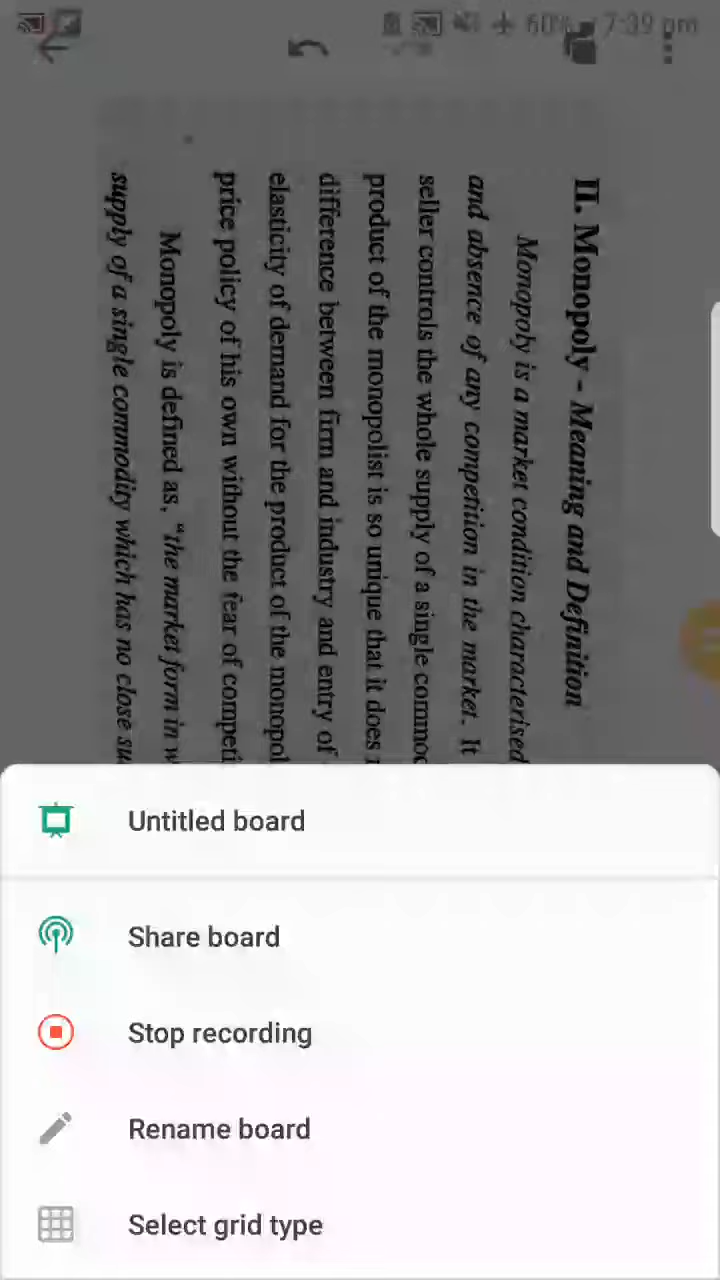 60% 7:39 pm
II. Monopoly - Meaning and Definition
Monopoly is a market condition characterised
and absence of any competition in the market. It
seller controls the whole supply of a single commod
product of the monopolist is so unique that it does
difference between firm and industry and entry of
elasticity of demand for the product of the monopol
price policy of his own without the fear of competi
Monopoly is defined as, "the market form in w
supply of a single commodity which has no close su
Untitled board
Share board
Stop recording
Rename board
Select grid type